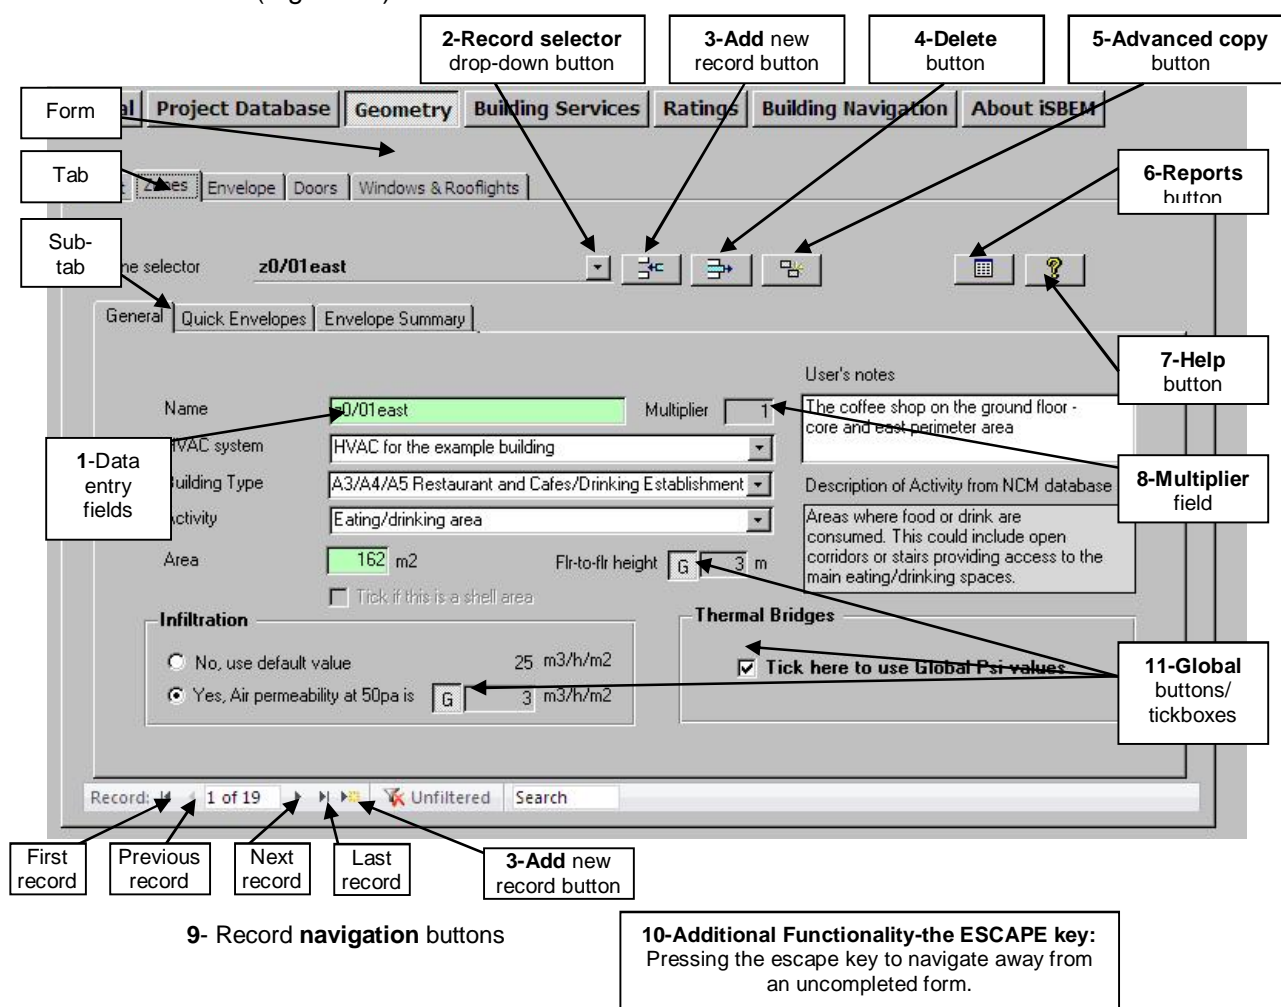 2-Record selector
drop-down button
3-Add new
record button
4-Delete
button
5-Advanced copy
button
Form
Project Database
Geometry
Building Services
Ratings
Building Navigation
About iSBEM
Tab
Zones
Envelope
Doors
Windows & Rooflights
6-Reports
button
Sub-
tab
selector
z0/01east
General
Quick Envelopes
Envelope Summary
7-Help
button
User's notes
Name
z0/01east
Multiplier
1
The coffee shop on the ground floor -
core and east perimeter area
1-Data
entry
fields
HVAC system
HVAC for the example building
Building Type
A3/A4/A5 Restaurant and Cafes/Drinking Establishment
Description of Activity from NCM database
8-Multiplier
field
Activity
Eating/drinking area
Areas where food or drink are
consumed. This could include open
corridors or stairs providing access to the
main eating/drinking spaces.
Area
162 m2
Flr-to-flr height
G
3 m
Tick if this is a shell area
Infiltration
Thermal Bridges
No, use default value
25 m3/h/m2
Tick here to use Global Psi values
Yes, Air permeability at 50pa is
G
3 m3/h/m2
11-Global
buttons/
tickboxes
Record:
1 of 19
Unfiltered
Search
First
record
Previous
record
Next
record
Last
record
3-Add new
record button
9- Record navigation buttons
10-Additional Functionality-the ESCAPE key:
Pressing the escape key to navigate away from
an uncompleted form.